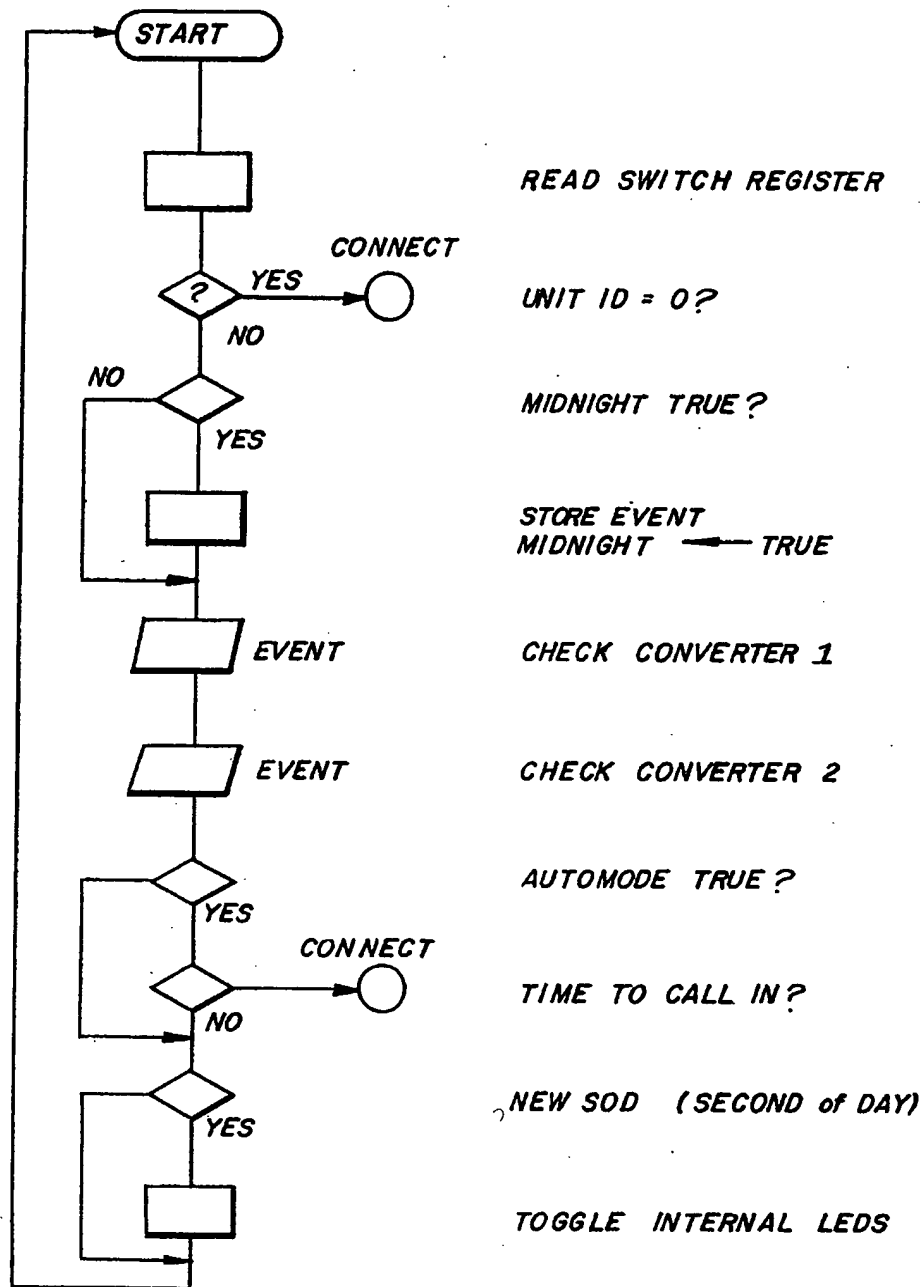 START
READ SWITCH REGISTER
CONNECT
?
YES
UNIT ID = 0?
NO
NO
MIDNIGHT TRUE?
YES
STORE EVENT
MIDNIGHT ← TRUE
EVENT
CHECK CONVERTER 1
EVENT
CHECK CONVERTER 2
AUTOMODE TRUE?
YES
CONNECT
TIME TO CALL IN?
NO
NEW SOD (SECOND of DAY)
YES
TOGGLE INTERNAL LEDS